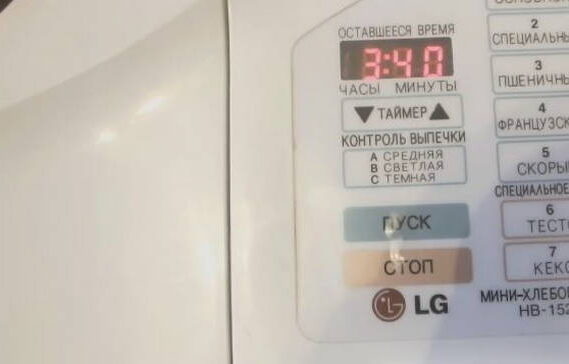 ОСТАВШЕЕСЯ ВРЕМЯ
3:40
ЧАСЫ МИНУТЫ
▼ ТАЙМЕР ▲
КОНТРОЛЬ ВЫПЕЧКИ
A СРЕДНЯЯ
B СВЕТЛАЯ
C ТЕМНАЯ
ПУСК
СТОП
LG
2
3
4
5
6
7
МИНИ-